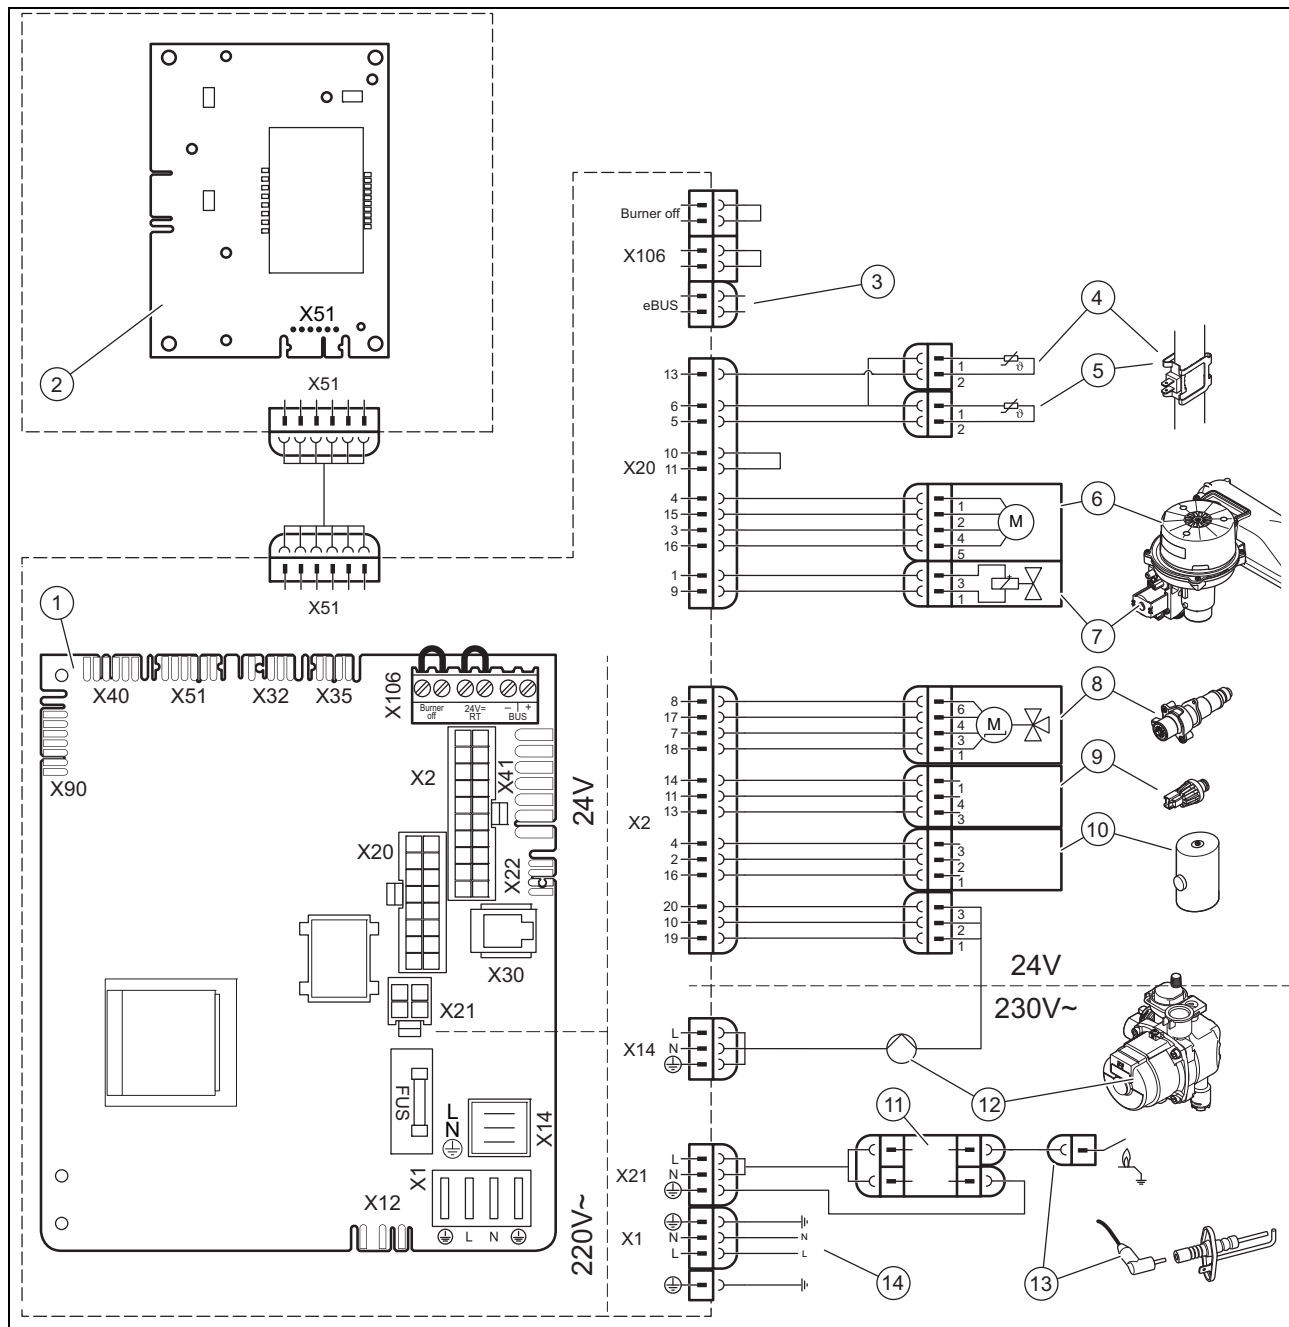 X51
2
X51
X51
1
X40
X51
X32
X35
X106
Burner
off
24V=
RT
– | +
BUS
X90
X2
X41
24V
X20
X22
C
X30
X21
FUS
L
N
X14
X1
X12
L N
220V~
Burner off
X106
eBUS
3
13
6
5
10
11
X20
4
15
3
16
1
9
1
2
ϑ
1
2
ϑ
4
5
1
2
4
5
M
6
3
1
7
8
17
7
18
6
4
3
1
M
8
14
11
13
1
4
3
9
X2
4
2
16
3
2
1
10
20
10
19
3
2
1
24V
230V~
X14
L
N
12
11
X21
L
N
X1
N
L
N
L
14
13